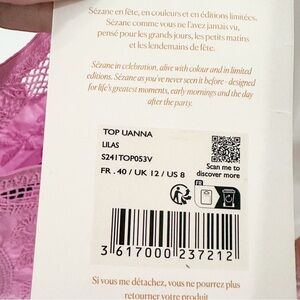 Sézane en fête, en couleurs et en éditions limitées.
Sézane comme vous ne l'avez jamais vu,
pensé pour les grands jours, les petits matins
et les lendemains de fête.
Sézane in celebration, alive with colour and in limited
editions. Sézane as you've never seen it before - designed
for life's greatest moments, early mornings and the day
after the party.
TOP UANNA
LILAS
S241TOP053V
FR . 40 / UK 12 / US 8
Scan me to
discover more
FR
3 617000 237212
Si vous me détachez, vous ne pourrez plus
retourner votre produit